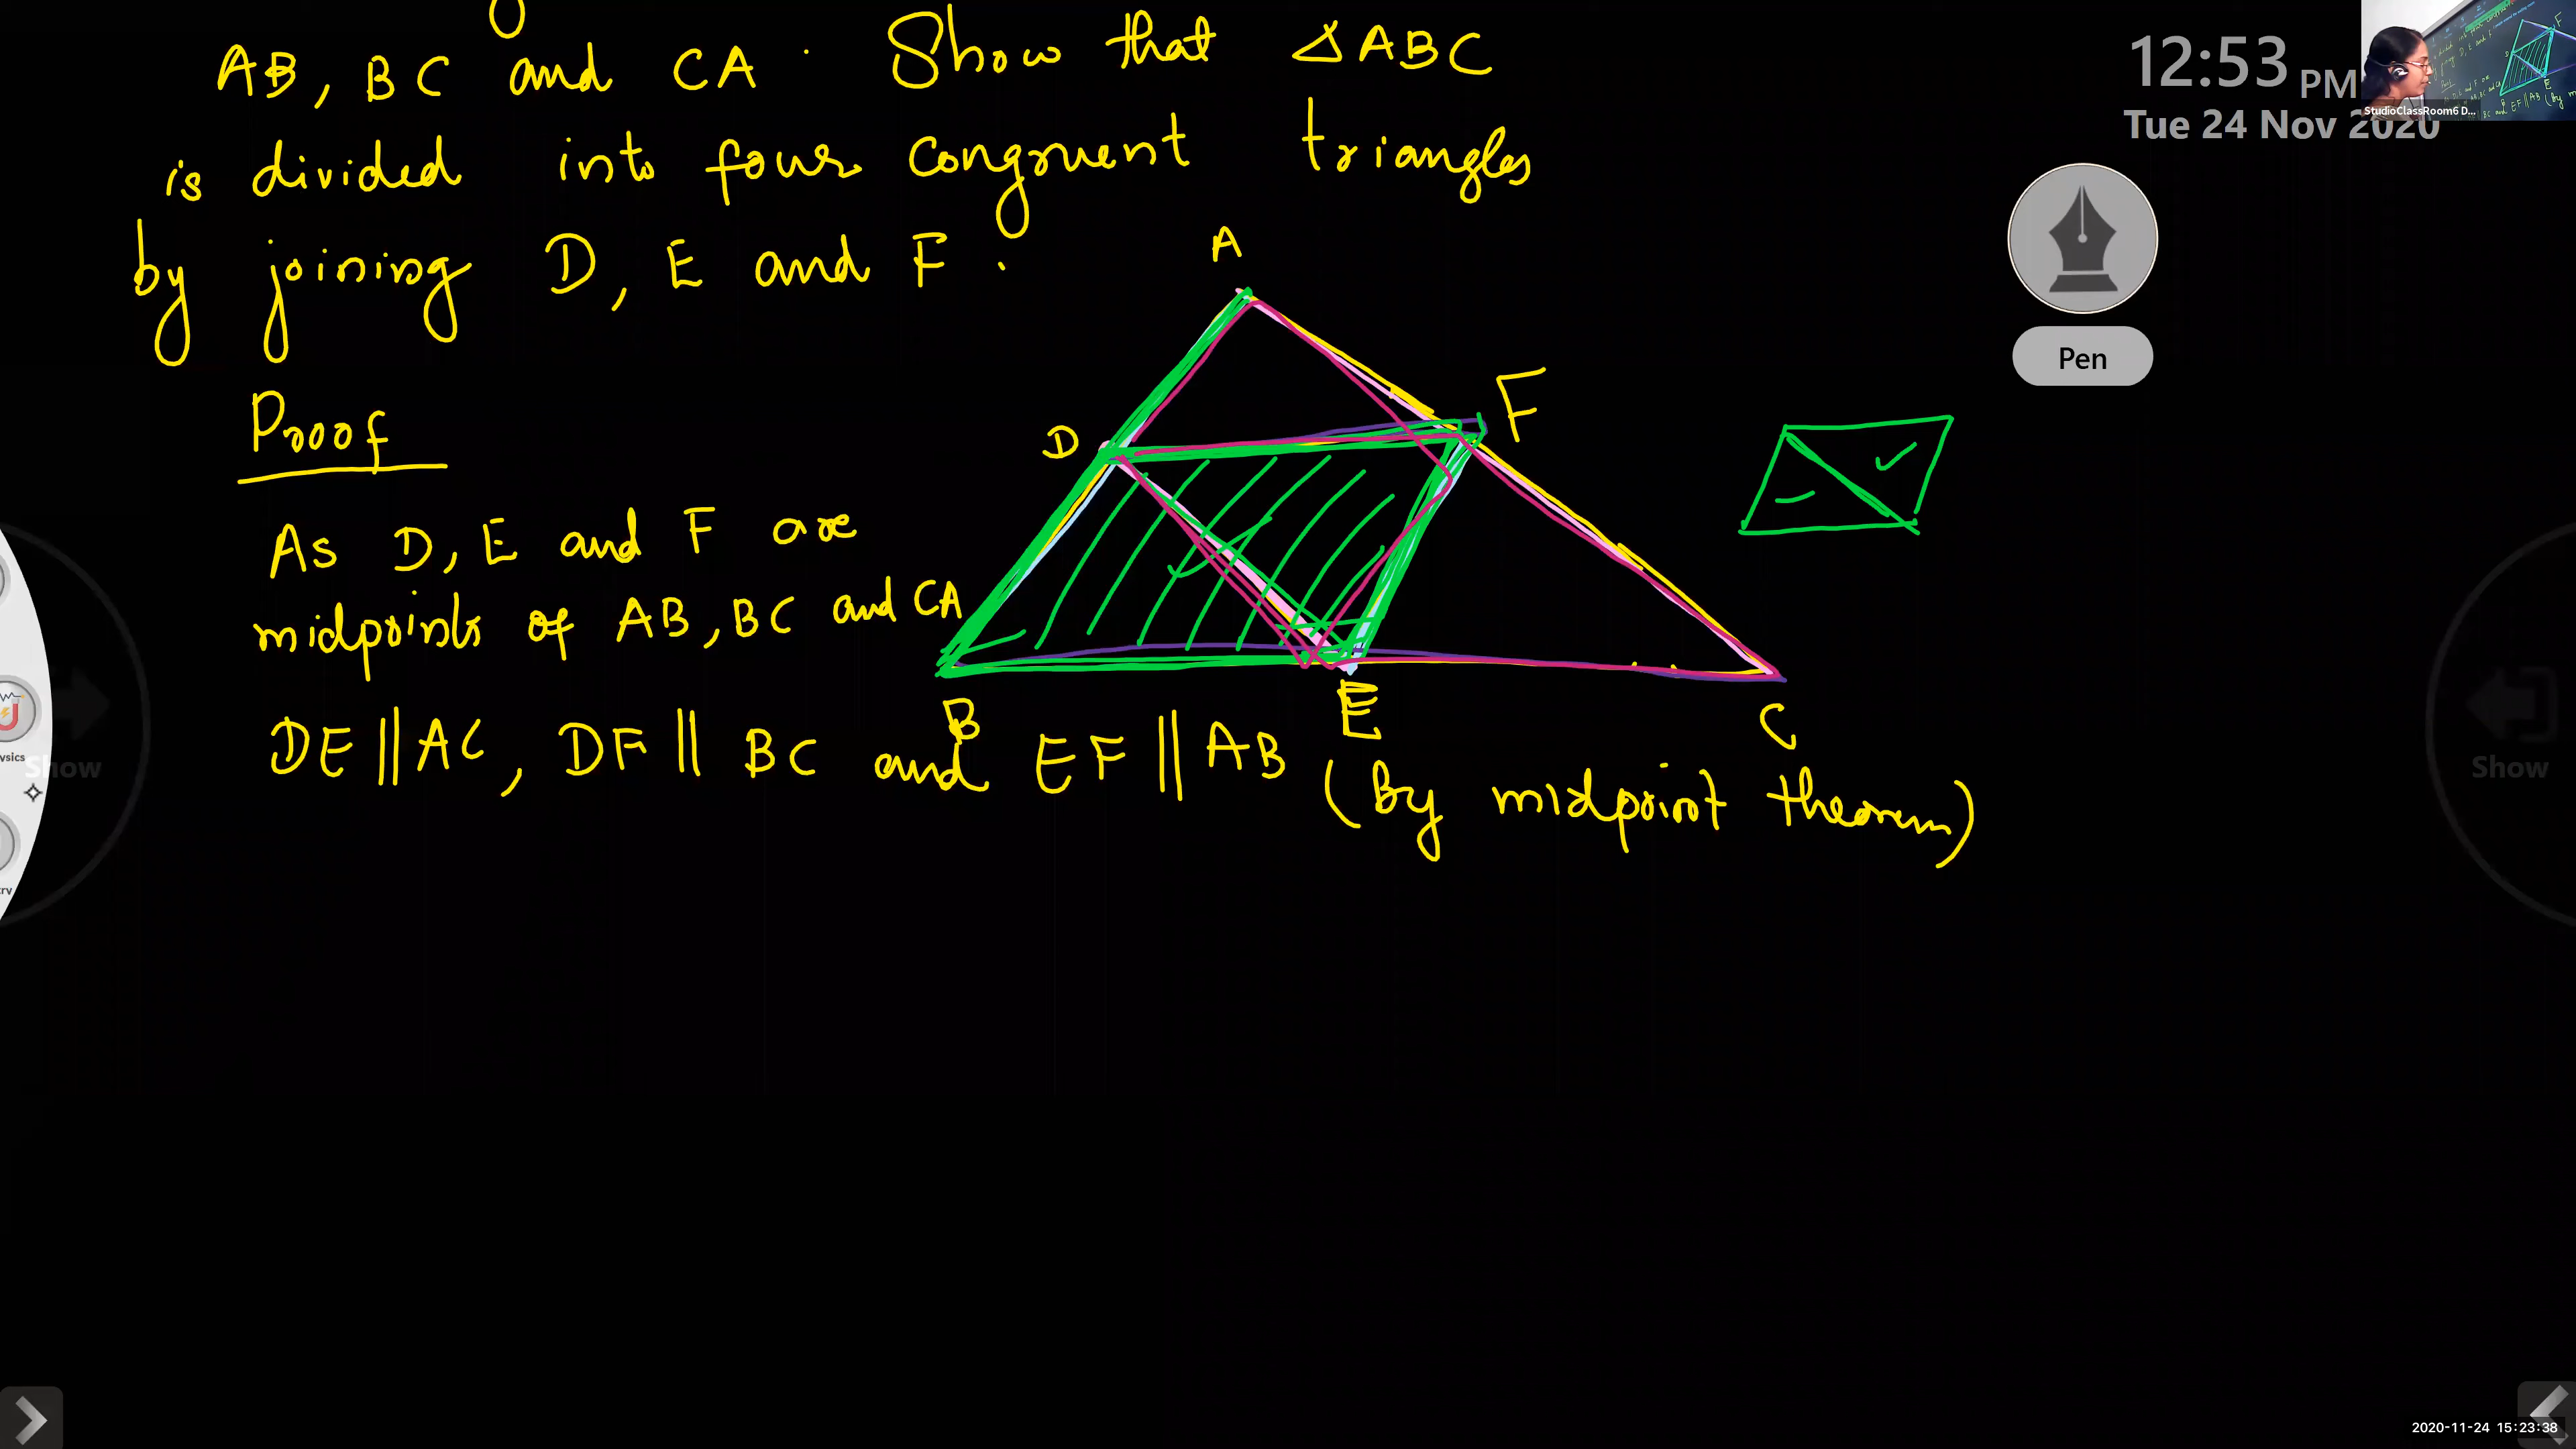 AB, BC and CA. Show that △ABC
is divided into four congruent triangles
by joining D, E and F.
Proof
As D, E and F are
midpoints of AB, BC and CA
DE || AC, DF || BC and EF || AB (By midpoint theorem)
A
D
F
B
E
C
12:53 PM
Tue 24 Nov 2020
StudioClassRoom6 D...
Pen
Show
Show
2020-11-24 15:23:38